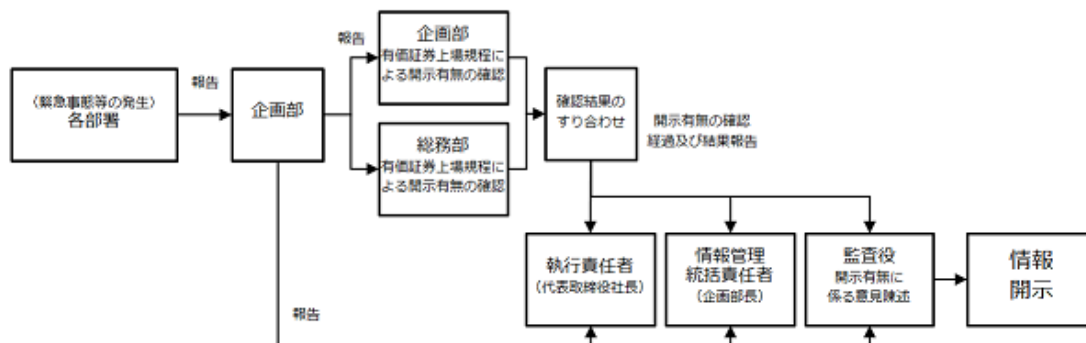 （緊急事態等の発生）
各部署
報告
企画部
報告
企画部
有価証券上場規程に
よる開示有無の確認
総務部
有価証券上場規程に
よる開示有無の確認
確認結果の
すり合わせ
開示有無の確認
経過及び結果報告
執行責任者
（代表取締役社長）
情報管理
統括責任者
（企画部長）
監査役
開示有無に
係る意見陳述
情報
開示
報告